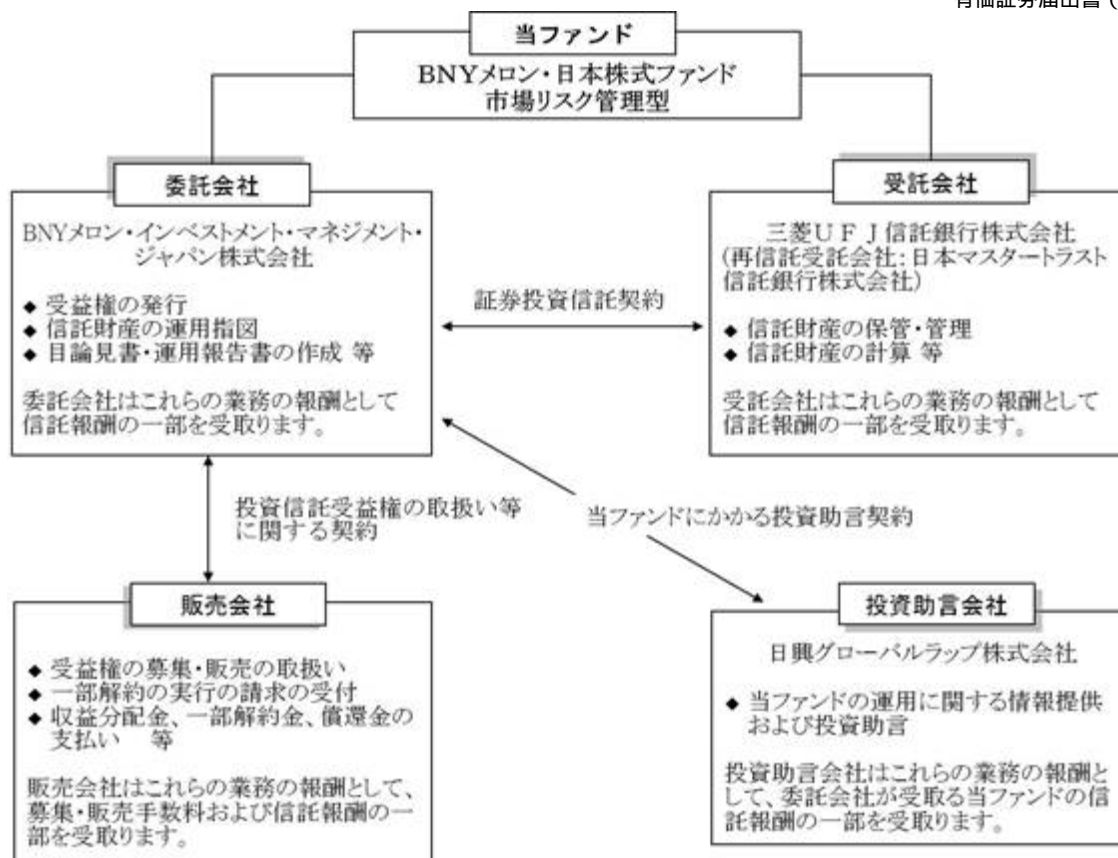 有価証券届出書（
当ファンド
BNYメロン・日本株式ファンド
市場リスク管理型
委託会社
BNYメロン・インベストメント・マネジメント・
ジャパン株式会社
◆ 受益権の発行
◆ 信託財産の運用指図
◆ 目論見書・運用報告書の作成 等
委託会社はこれらの業務の報酬として
信託報酬の一部を受取ります。
証券投資信託契約
受託会社
三菱UFJ信託銀行株式会社
(再信託受託会社：日本マスタートラスト
信託銀行株式会社)
◆ 信託財産の保管・管理
◆ 信託財産の計算 等
受託会社はこれらの業務の報酬として
信託報酬の一部を受取ります。
投資信託受益権の取扱い等
に関する契約
当ファンドにかかる投資助言契約
販売会社
◆ 受益権の募集・販売の取扱い
◆ 一部解約の実行の請求の受付
◆ 収益分配金、一部解約金、償還金の
支払い 等
販売会社はこれらの業務の報酬として、
募集・販売手数料および信託報酬の一
部を受取ります。
投資助言会社
日興グローバルラップ株式会社
◆ 当ファンドの運用に関する情報提供
および投資助言
投資助言会社はこれらの業務の報酬と
して、委託会社が受取る当ファンドの信
託報酬の一部を受取ります。